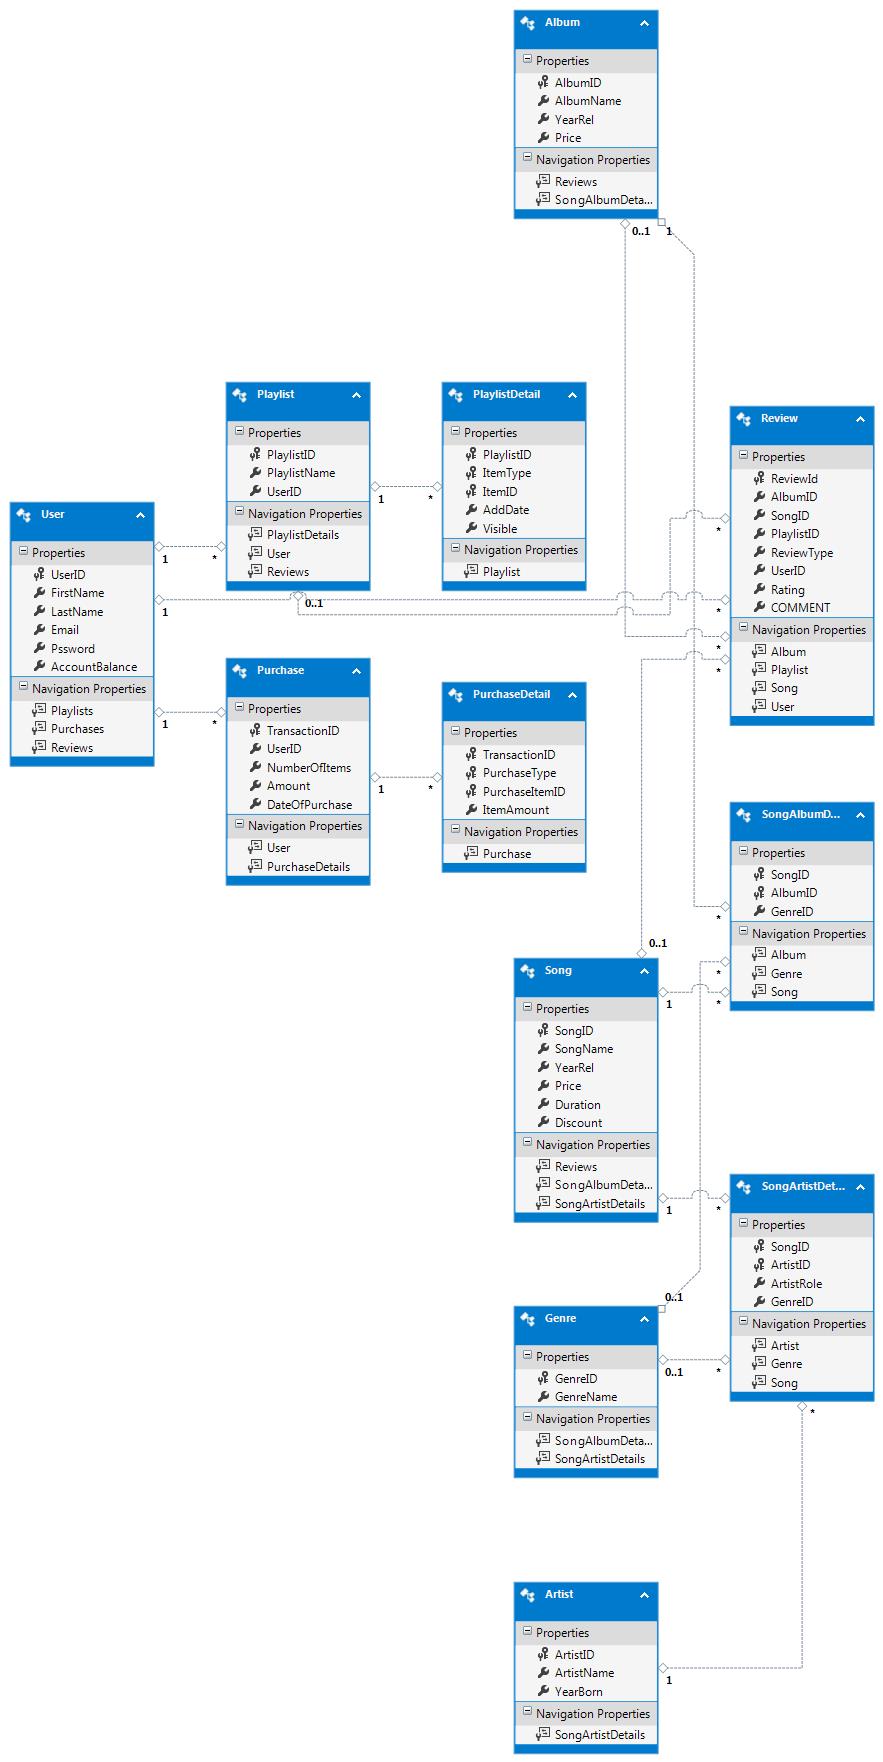 Album
Properties
AlbumID
AlbumName
YearRel
Price
Navigation Properties
Reviews
SongAlbumDeta...
0..1
1
Playlist
Properties
PlaylistID
PlaylistName
UserID
Navigation Properties
PlaylistDetails
User
Reviews
1
*
0..1
PlaylistDetail
Properties
PlaylistID
ItemType
ItemID
AddDate
Visible
Navigation Properties
Playlist
Review
Properties
ReviewId
AlbumID
SongID
PlaylistID
ReviewType
UserID
Rating
COMMENT
Navigation Properties
Album
Playlist
Song
User
*
*
*
*
User
Properties
UserID
FirstName
LastName
Email
Pssword
AccountBalance
Navigation Properties
Playlists
Purchases
Reviews
1
*
1
1
*
Purchase
Properties
TransactionID
UserID
NumberOfItems
Amount
DateOfPurchase
Navigation Properties
User
PurchaseDetails
1
*
PurchaseDetail
Properties
TransactionID
PurchaseType
PurchaseItemID
ItemAmount
Navigation Properties
Purchase
SongAlbumD...
Properties
SongID
AlbumID
GenreID
Navigation Properties
Album
Genre
Song
*
*
*
0..1
Song
Properties
SongID
SongName
YearRel
Price
Duration
Discount
Navigation Properties
Reviews
SongAlbumDeta...
SongArtistDetails
1
1
*
SongArtistDet...
Properties
SongID
ArtistID
ArtistRole
GenreID
Navigation Properties
Artist
Genre
Song
*
*
0..1
Genre
Properties
GenreID
GenreName
Navigation Properties
SongAlbumDeta...
SongArtistDetails
0..1
Artist
Properties
ArtistID
ArtistName
YearBorn
Navigation Properties
SongArtistDetails
1